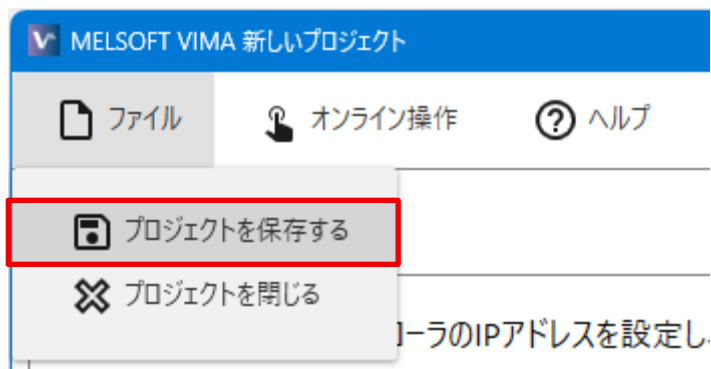 MELSOFT VIMA 新しいプロジェクト
ファイル オンライン操作 ヘルプ
プロジェクトを保存する
プロジェクトを閉じる
ーラのIPアドレスを設定し、